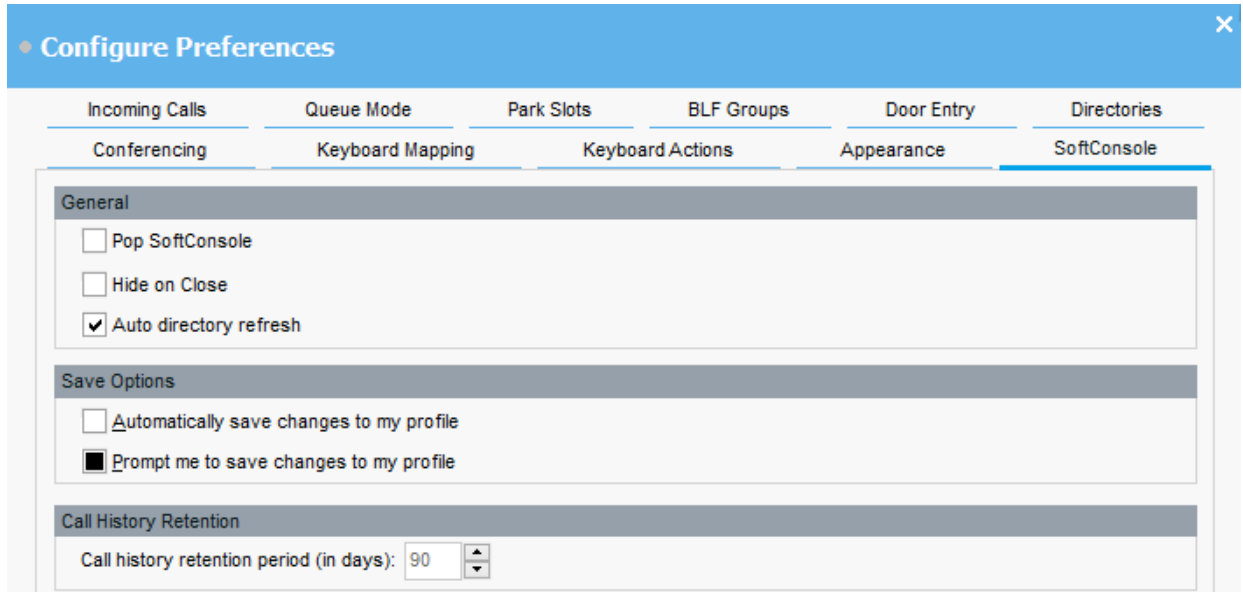 Configure Preferences
Incoming Calls Queue Mode Park Slots BLF Groups Door Entry Directories
Conferencing Keyboard Mapping Keyboard Actions Appearance SoftConsole
General
Pop SoftConsole
Hide on Close
Auto directory refresh
Save Options
Automatically save changes to my profile
Prompt me to save changes to my profile
Call History Retention
Call history retention period (in days): 90